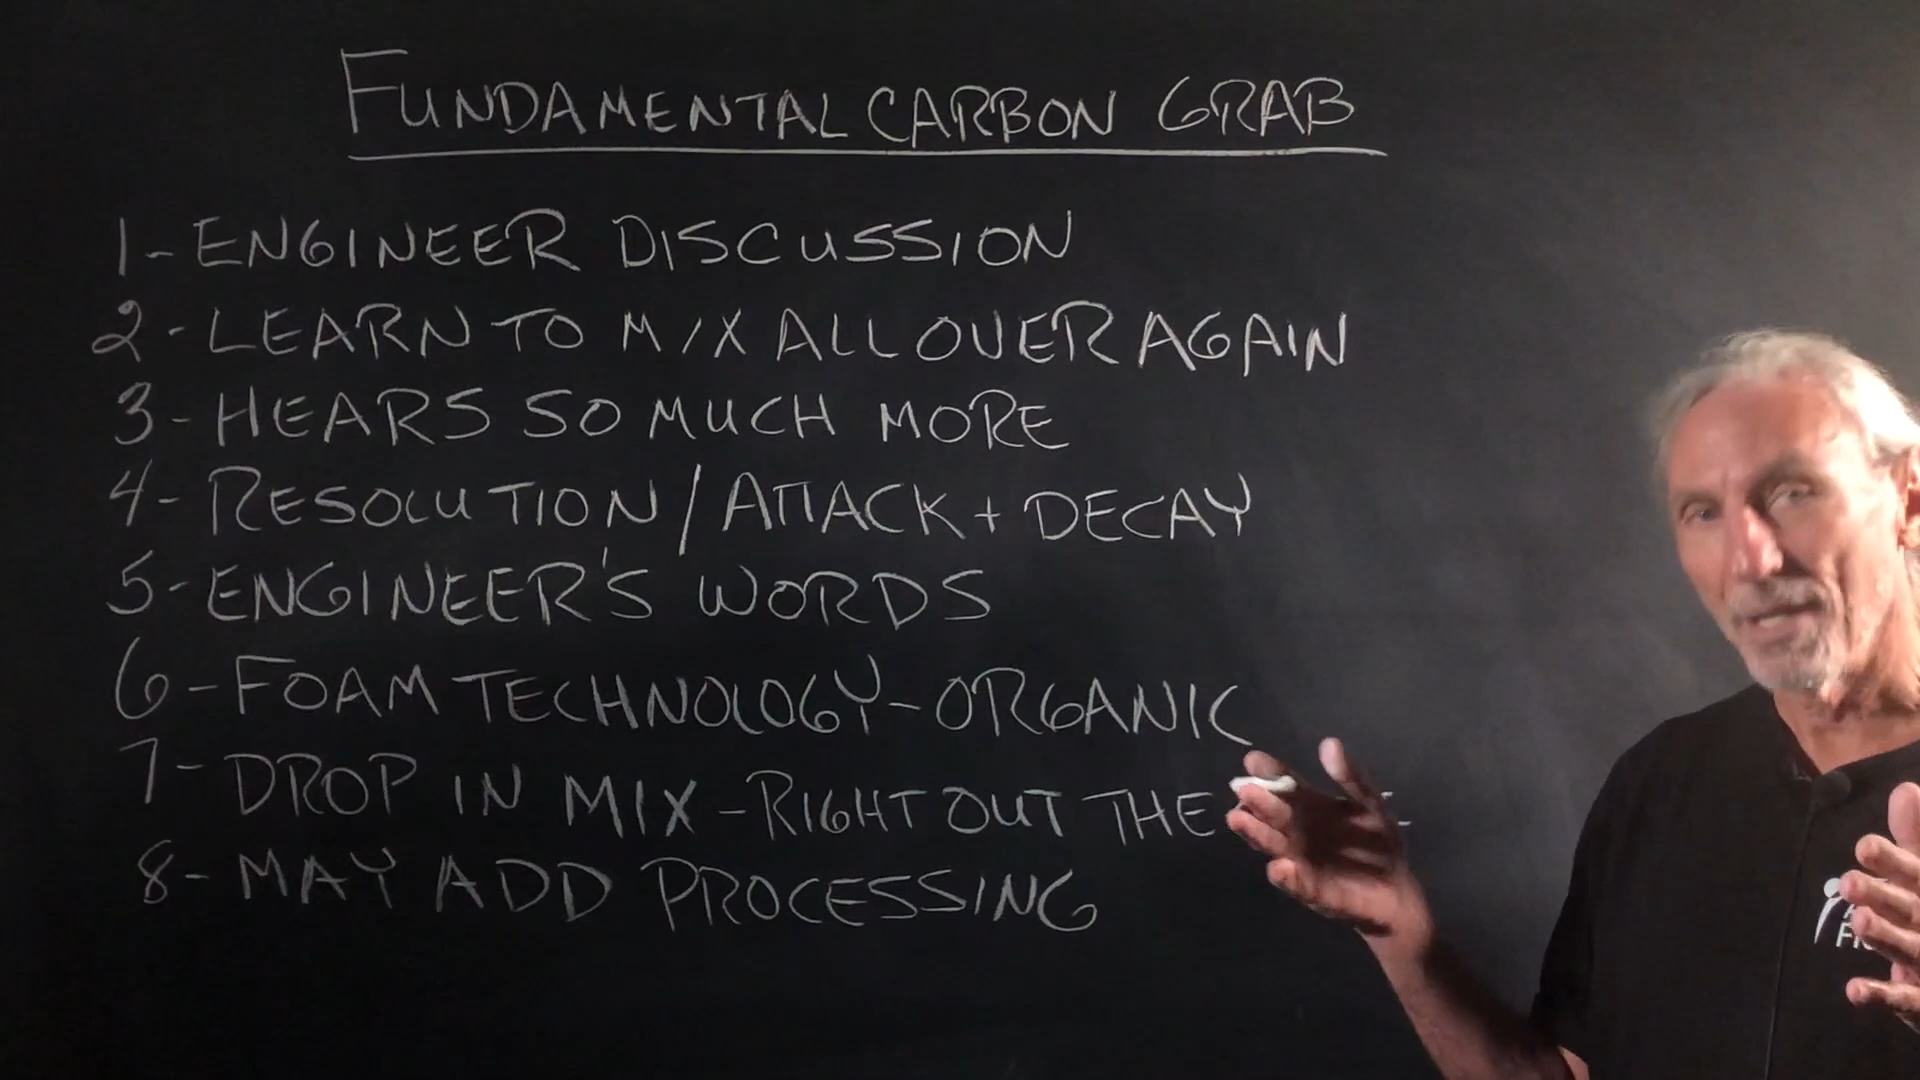 FUNDAMENTAL CARBON GRAB
1-ENGINEER DISCUSSION
2-LEARN TO MIX ALL OVER AGAIN
3-HEARS SO MUCH MORE
4-RESOLUTION/ATTACK + DECAY
5-ENGINEER'S WORDS
6-FOAM TECHNOLOGY-ORGANIC
7-DROP IN MIX-RIGHT OUT THE
8-MAY ADD PROCESSING